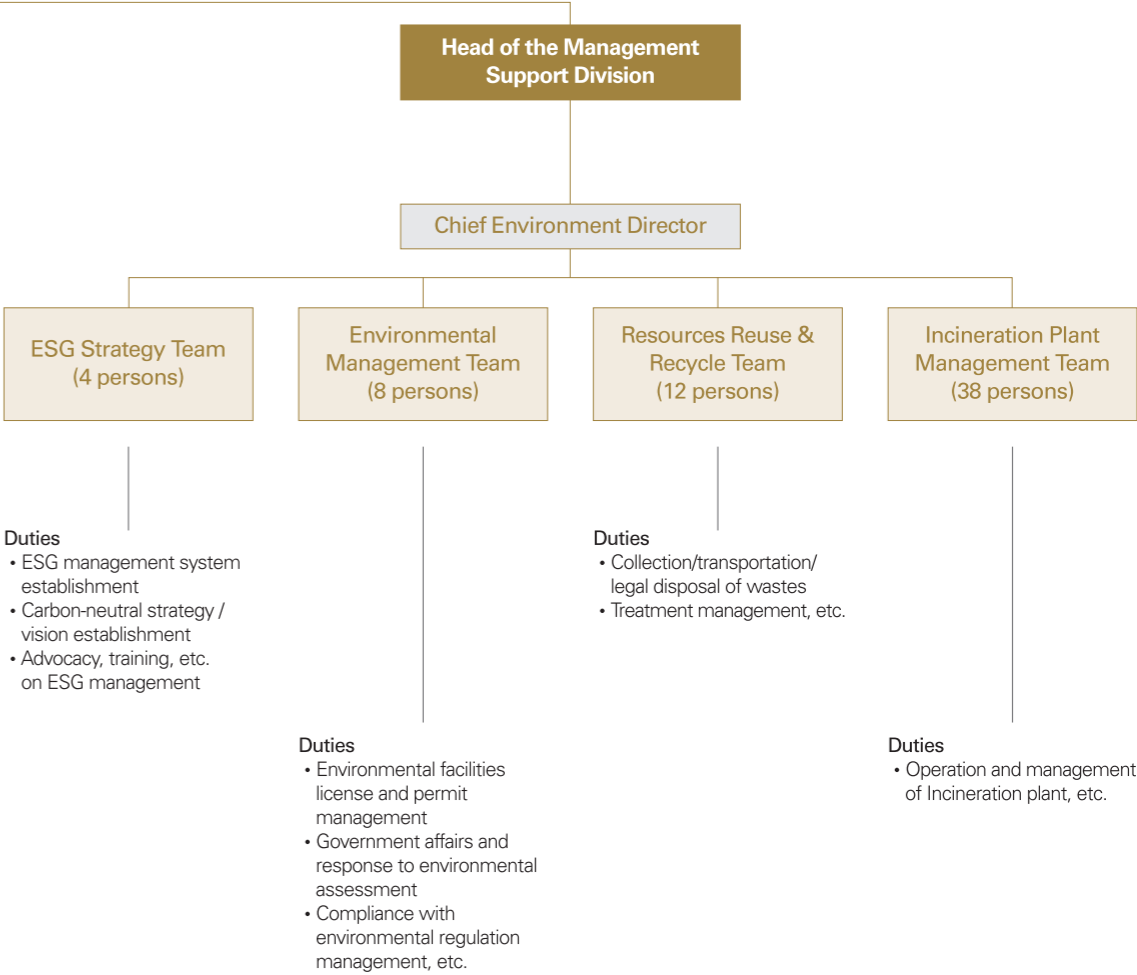 Head of the Management
Support Division
Chief Environment Director
ESG Strategy Team
(4 persons)
Environmental
Management Team
(8 persons)
Resources Reuse &
Recycle Team
(12 persons)
Incineration Plant
Management Team
(38 persons)
Duties
• ESG management system
establishment
• Carbon-neutral strategy /
vision establishment
• Advocacy, training, etc.
on ESG management
Duties
• Environmental facilities
license and permit
management
• Government affairs and
response to environmental
assessment
• Compliance with
environmental regulation
management, etc.
Duties
• Collection/transportation/
legal disposal of wastes
• Treatment management, etc.
Duties
• Operation and management
of Incineration plant, etc.